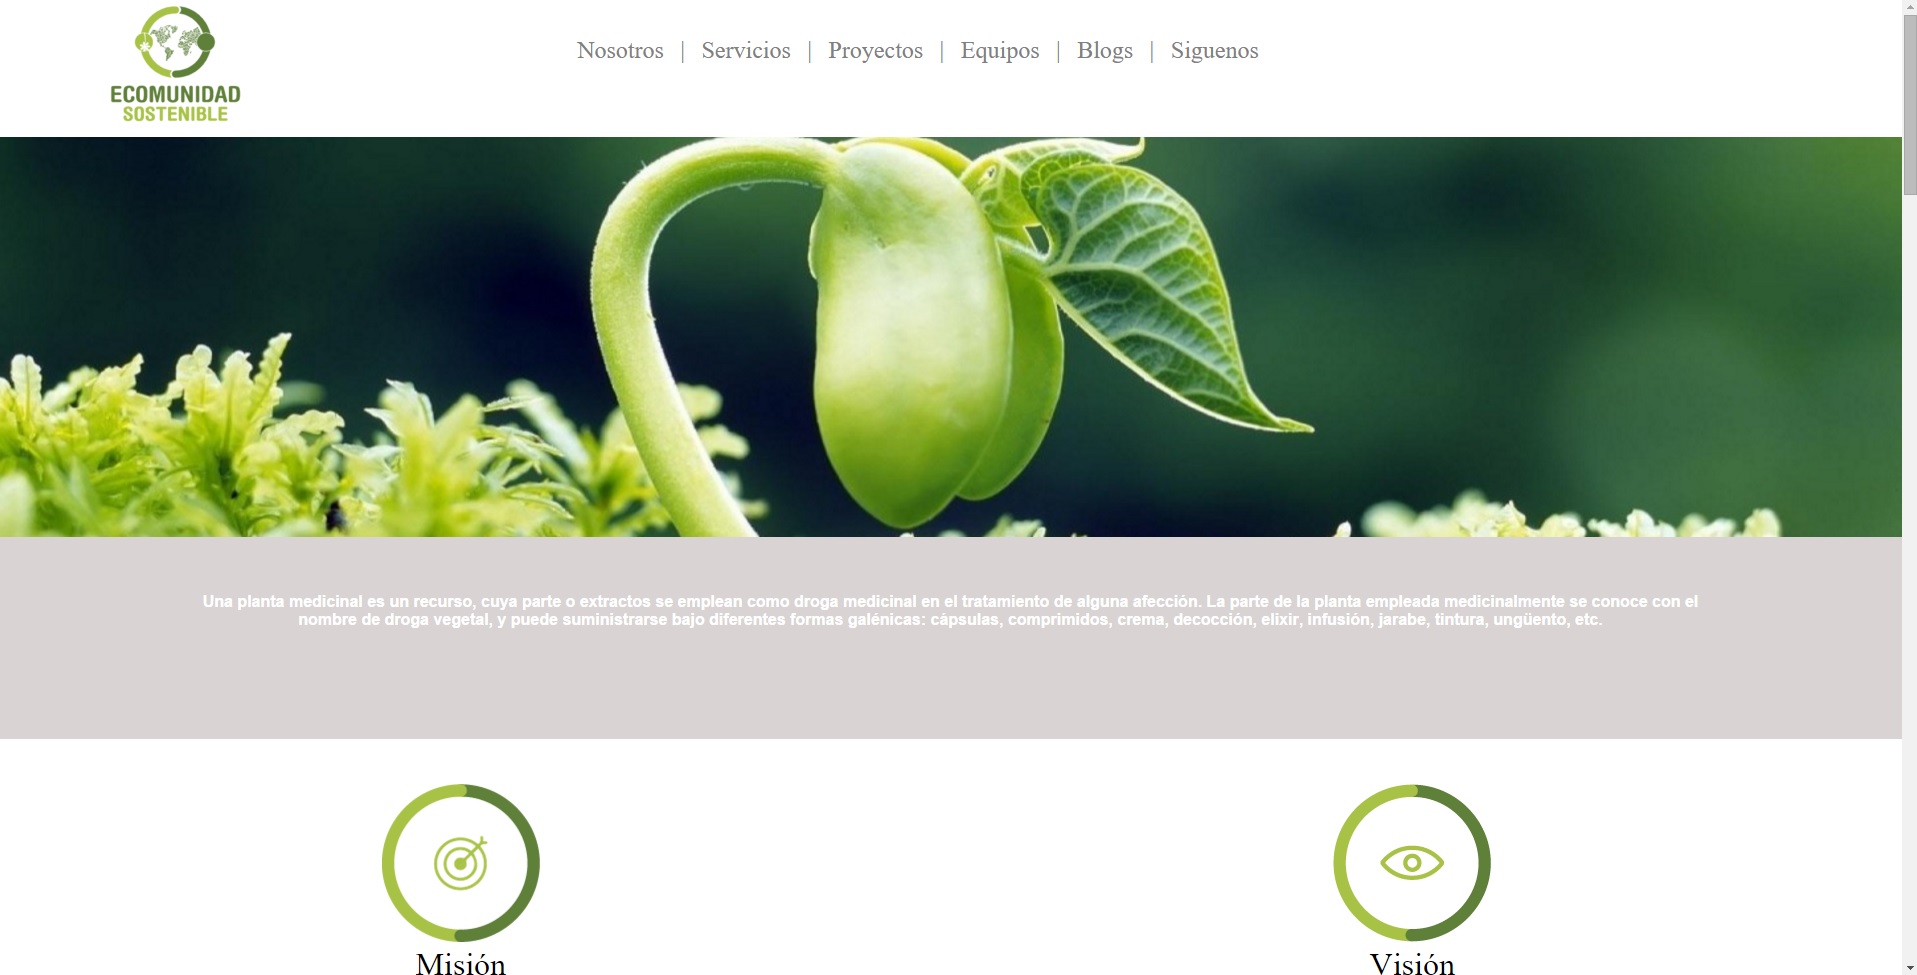 ECOMUNIDAD
SOSTENIBLE
Nosotros | Servicios | Proyectos | Equipos | Blogs | Siguenos
Una planta medicinal es un recurso, cuya parte o extractos se emplean como droga medicinal en el tratamiento de alguna afección. La parte de la planta empleada medicinalmente se conoce con el
nombre de droga vegetal, y puede suministrarse bajo diferentes formas galénicas: cápsulas, comprimidos, crema, decocción, elixir, infusión, jarabe, tintura, ungüento, etc.
Misión
Visión